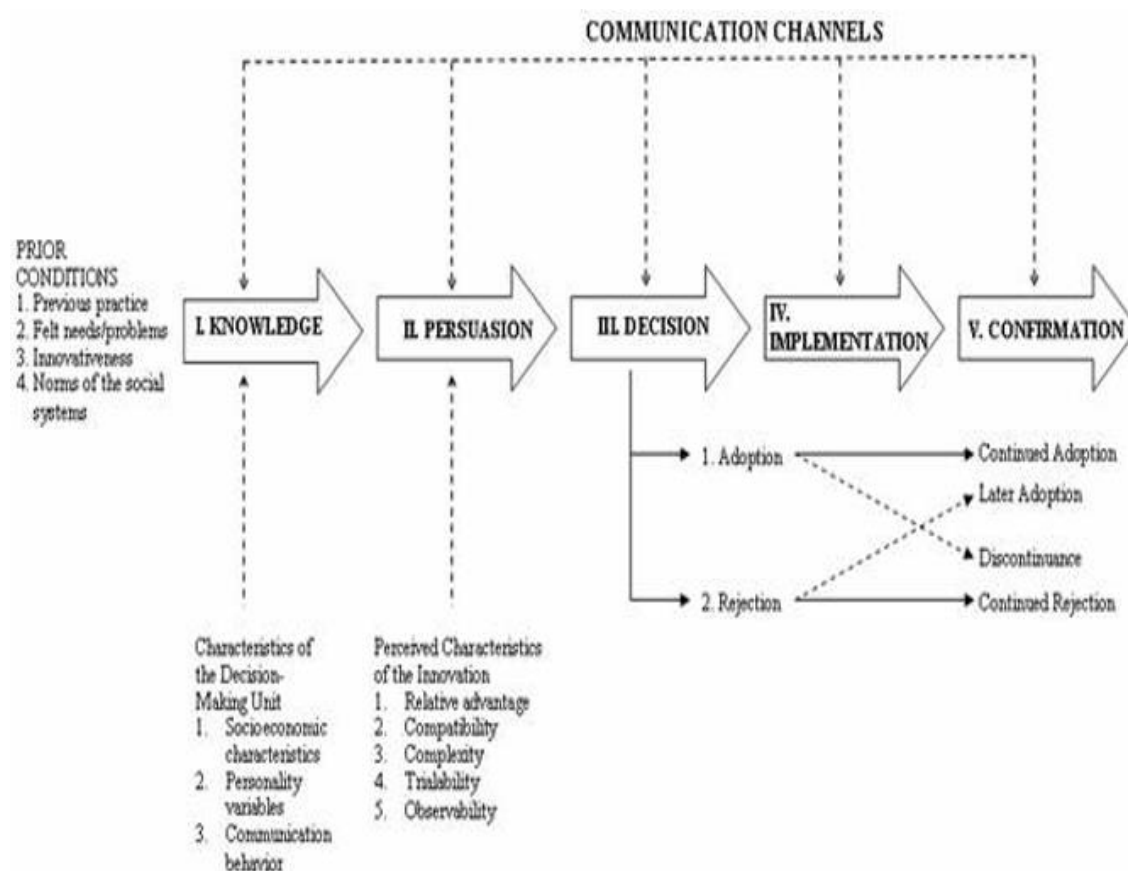 COMMUNICATION CHANNELS
PRIOR
CONDITIONS
1. Previous practice
2. Felt needs/problems
3. Innovativeness
4. Norms of the social
systems
I. KNOWLEDGE
II. PERSUASION
III. DECISION
IV.
IMPLEMENTATION
V. CONFIRMATION
1. Adoption
2. Rejection
Continued Adoption
Later Adoption
Discontinuance
Continued Rejection
Characteristics of
the Decision-
Making Unit
1. Socioeconomic
characteristics
2. Personality
variables
3. Communication
behavior
Perceived Characteristics
of the Innovation
1. Relative advantage
2. Compatibility
3. Complexity
4. Trialability
5. Observability